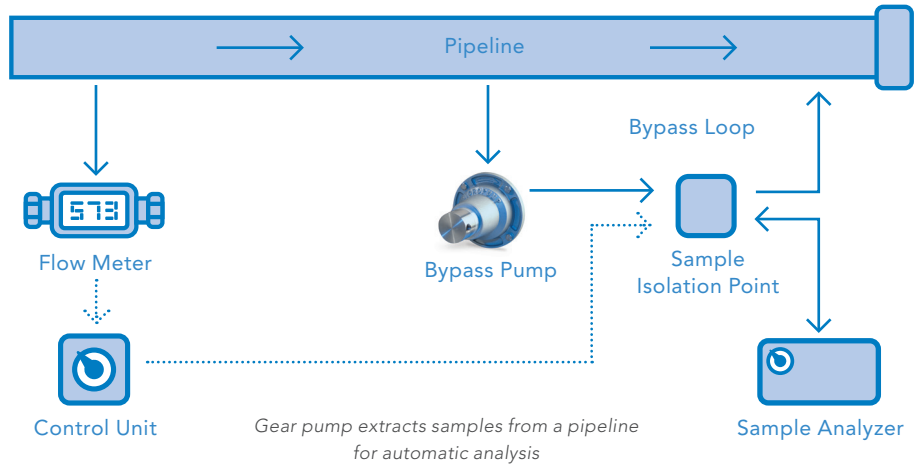 Pipeline
Bypass Loop
573
Flow Meter
Bypass Pump
Sample
Isolation Point
Control Unit
Gear pump extracts samples from a pipeline
for automatic analysis
Sample Analyzer